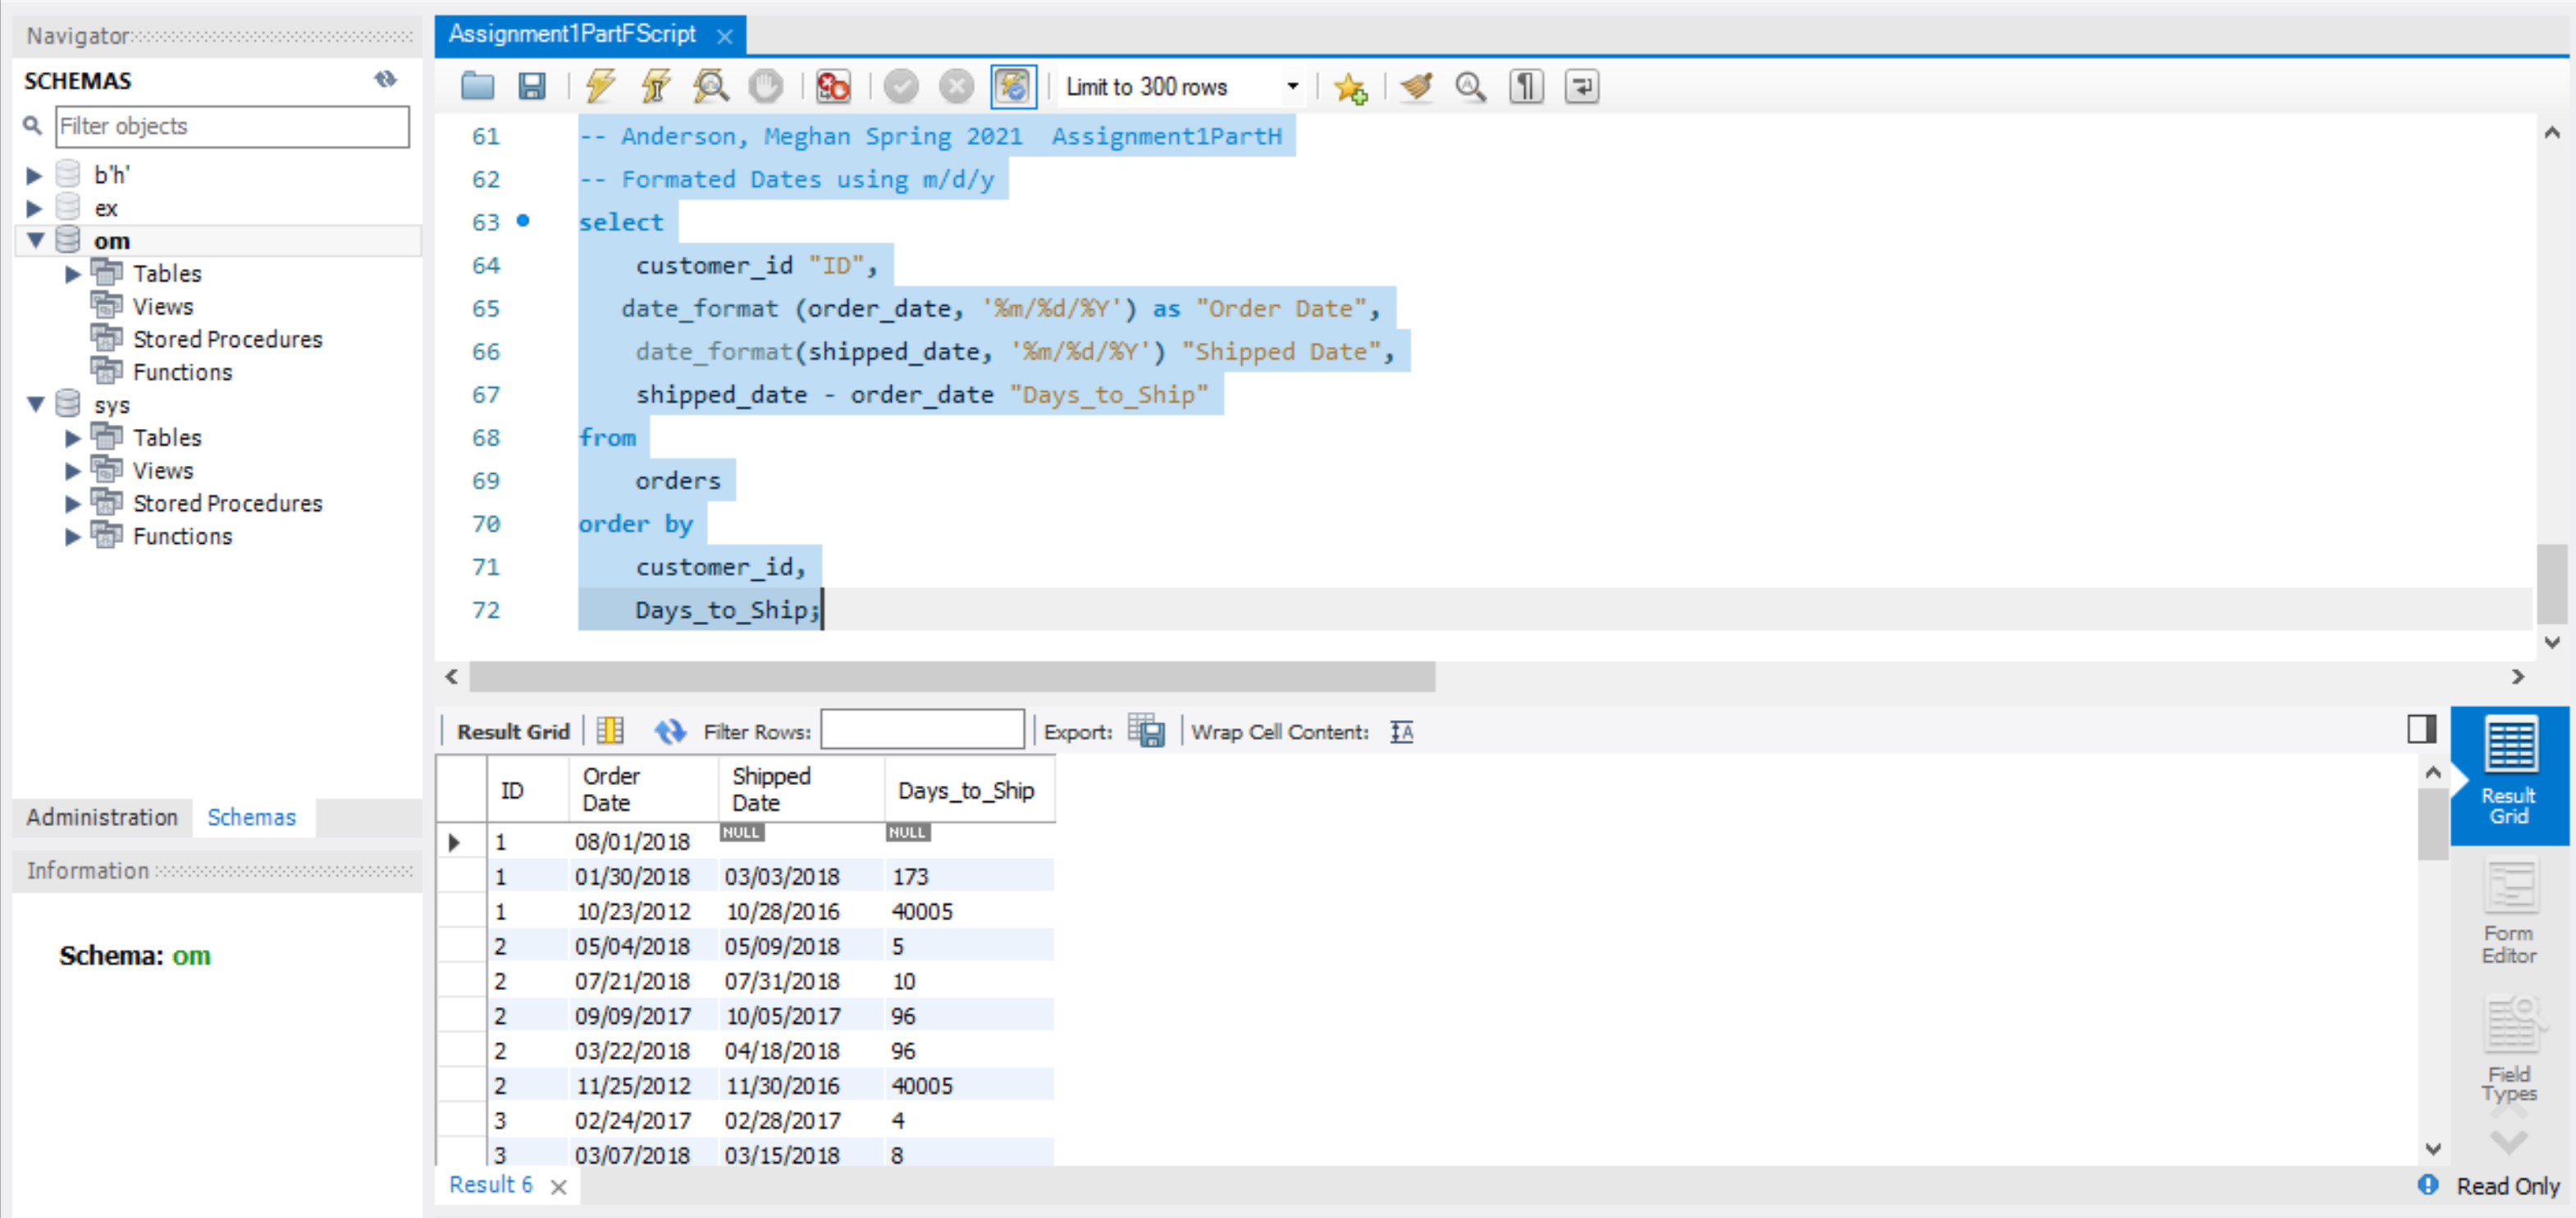 Navigator
SCHEMAS
Filter objects
b'h'
ex
om
Tables
Views
Stored Procedures
Functions
sys
Tables
Views
Stored Procedures
Functions
Administration Schemas
Information
Schema: om
Assignment1PartFScript
Limit to 300 rows
61 -- Anderson, Meghan Spring 2021  Assignment1PartH
62 -- Formated Dates using m/d/y
63 select
64 customer_id "ID",
65 date_format (order_date, '%m/%d/%Y') as "Order Date",
66 date_format(shipped_date, '%m/%d/%Y') "Shipped Date",
67 shipped_date - order_date "Days_to_Ship"
68 from
69 orders
70 order by
71 customer_id,
72 Days_to_Ship;
Result Grid Filter Rows: Export: Wrap Cell Content:
ID Order Date Shipped Date Days_to_Ship
1 08/01/2018 NULL NULL
1 01/30/2018 03/03/2018 173
1 10/23/2012 10/28/2016 40005
2 05/04/2018 05/09/2018 5
2 07/21/2018 07/31/2018 10
2 09/09/2017 10/05/2017 96
2 03/22/2018 04/18/2018 96
2 11/25/2012 11/30/2016 40005
3 02/24/2017 02/28/2017 4
3 03/07/2018 03/15/2018 8
Result
Grid
Form
Editor
Field
Types
Result 6
Read Only